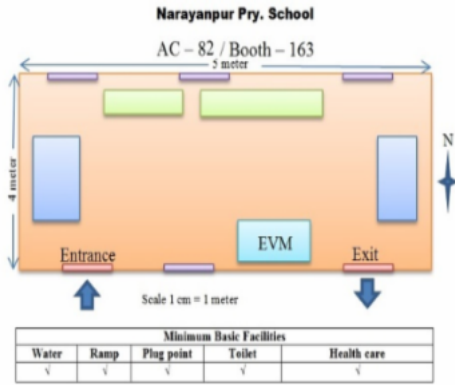 Narayanpur Pry. School
AC – 82 / Booth – 163
5 meter
4 meter
N
EVM
Entrance
Exit
Scale 1 cm = 1 meter
Minimum Basic Facilities
Water Ramp Plug point Toilet Health care
√ √ √ √ √